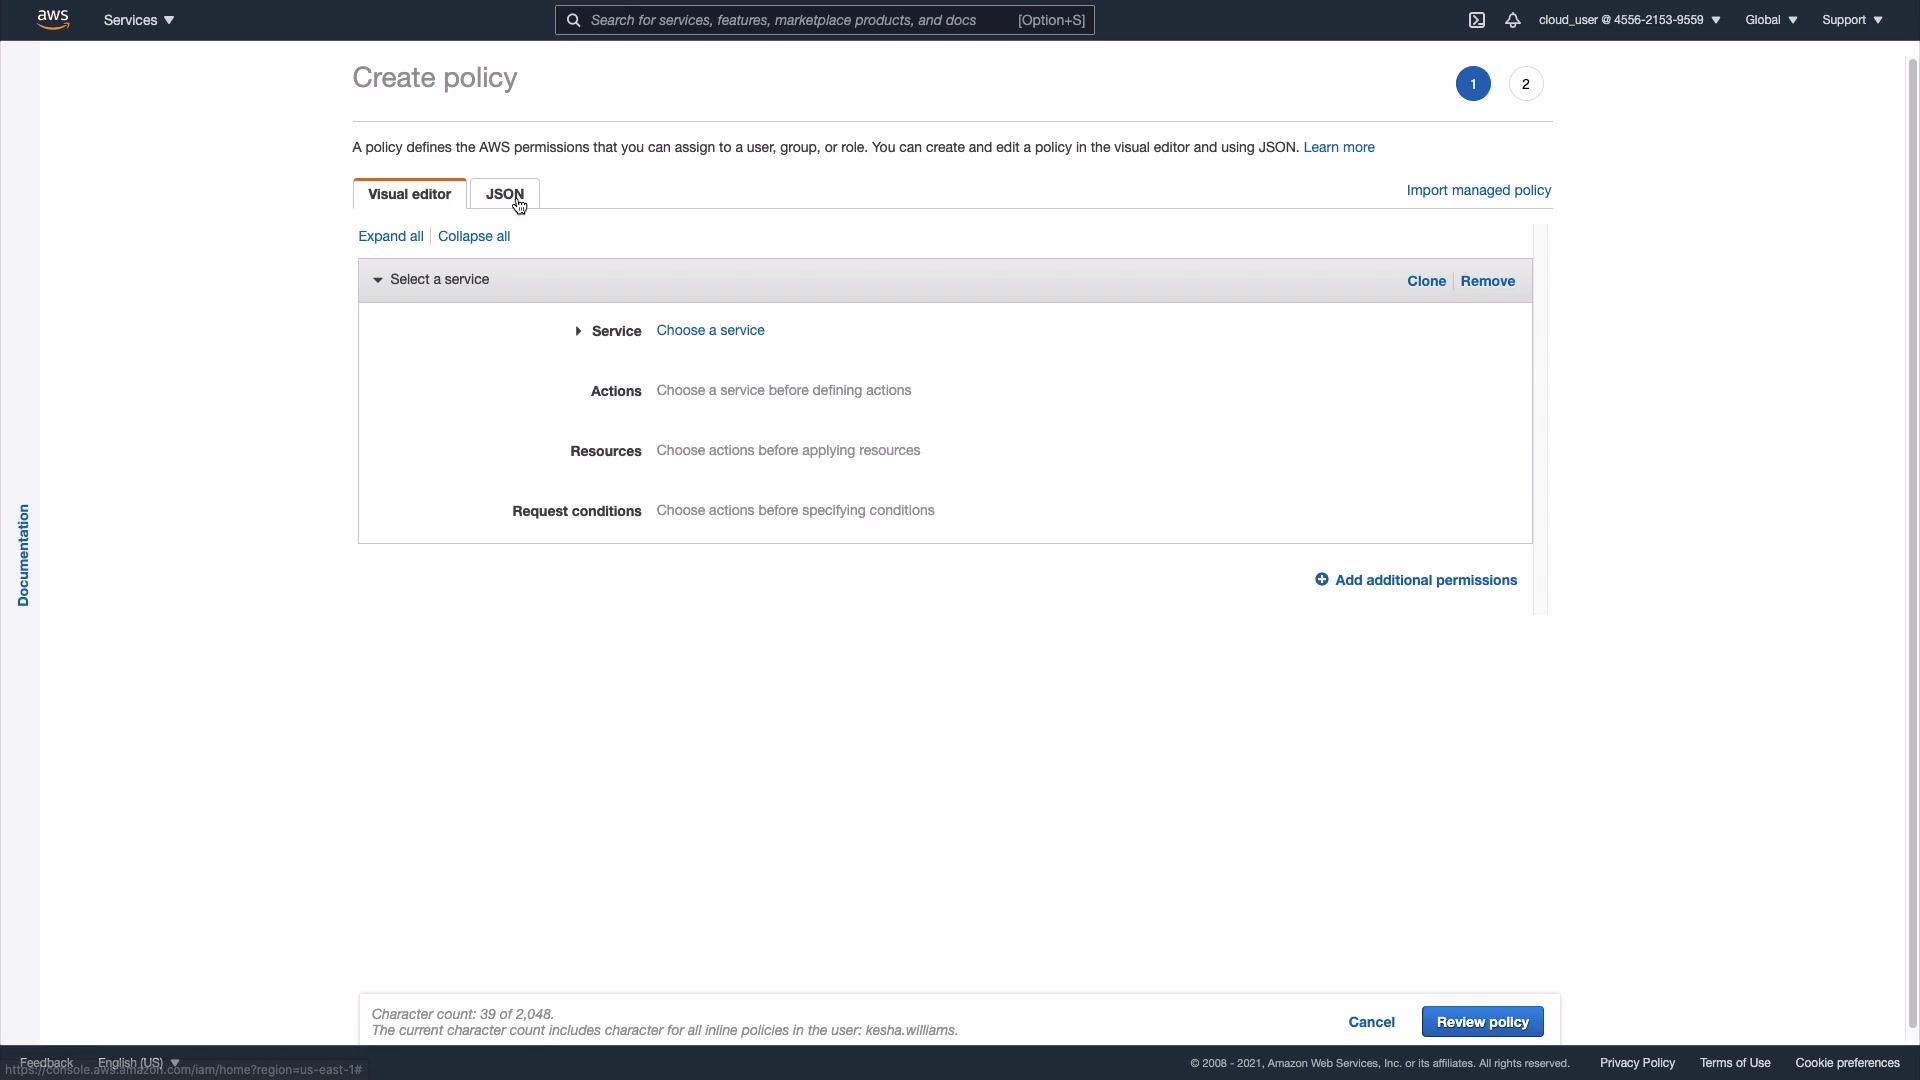 aws
Services
Search for services, features, marketplace products, and docs [Option+S]
cloud_user @ 4556-2153-9559
Global
Support
Create policy
1
2
A policy defines the AWS permissions that you can assign to a user, group, or role. You can create and edit a policy in the visual editor and using JSON. Learn more
Visual editor
JSON
Import managed policy
Expand all
Collapse all
Select a service
Clone
Remove
Service
Choose a service
Actions
Choose a service before defining actions
Resources
Choose actions before applying resources
Request conditions
Choose actions before specifying conditions
Add additional permissions
Documentation
Character count: 39 of 2,048.
The current character count includes character for all inline policies in the user: kesha.williams.
Cancel
Review policy
Feedback
English (US)
https://console.aws.amazon.com/iam/home?region=us-east-1#
© 2008 - 2021, Amazon Web Services, Inc. or its affiliates. All rights reserved.
Privacy Policy
Terms of Use
Cookie preferences